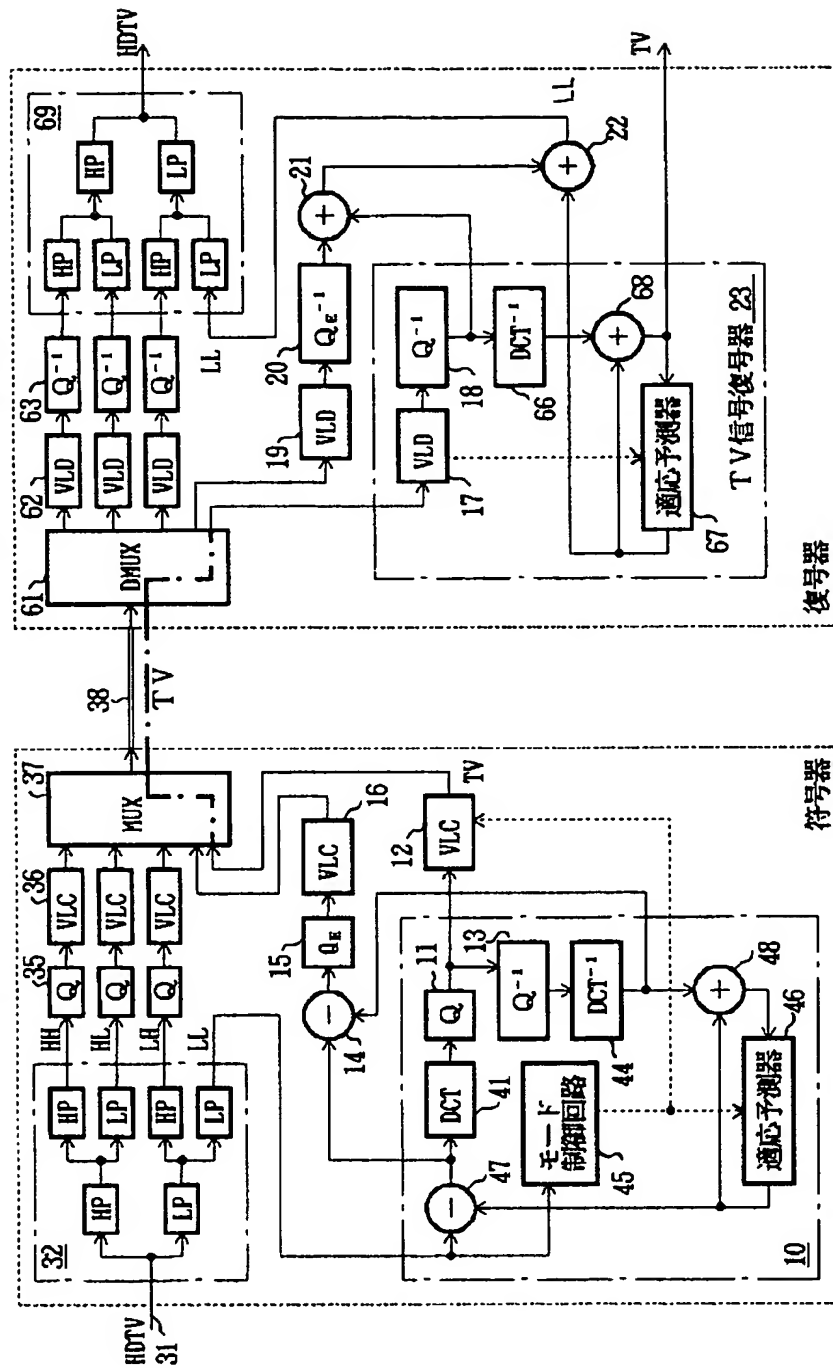 HDTV
31
32
HP
LP
HP
LP
HP
LP
HH
HL
LH
LL
35
Q
Q
Q
36
VLC
VLC
VLC
37
MUX
38
TV
14
−
15
QE
16
VLC
12
VLC
TV
47
−
DCT
41
11
Q
13
Q⁻¹
DCT⁻¹
44
モード
制御回路
45
+
48
46
適応予測器
10
符号器
61
DMUX
62
VLD
VLD
VLD
63
Q⁻¹
Q⁻¹
Q⁻¹
LL
69
HP
LP
HP
LP
HP
LP
HDTV
19
VLD
20
QE⁻¹
21
+
22
+
LL
17
VLD
18
Q⁻¹
DCT⁻¹
66
+
68
適応予測器
67
TV信号復号器 23
TV
復号器